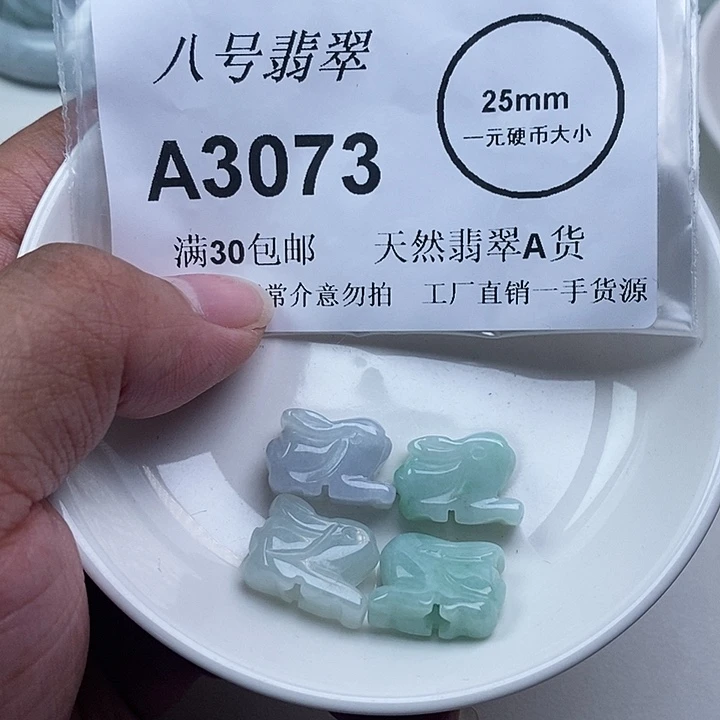 八号翡翠
25mm
一元硬币大小
A3073
满30包邮 天然翡翠A货
常介意勿拍 工厂直销一手货源